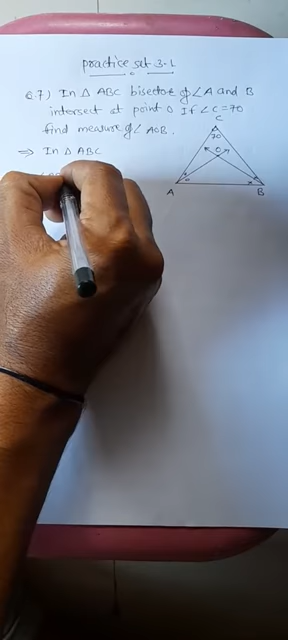 practice set 3.1
Q.7) In △ ABC bisector of ∠A and B
intersect at point O If ∠C = 70
find measure of ∠ AOB.
⇒ In △ ABC
C
70
O
A
B